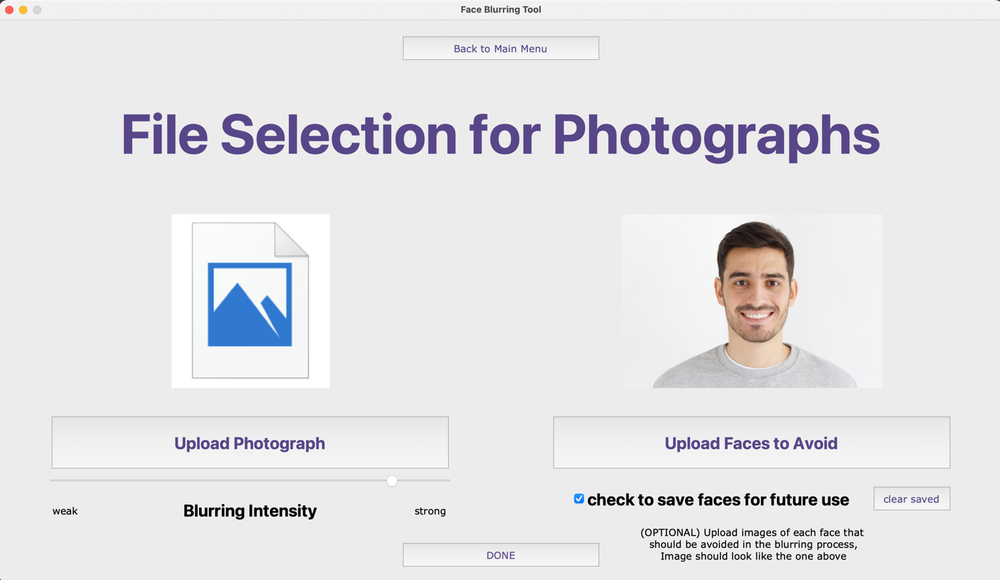 Face Blurring Tool
Back to Main Menu
File Selection for Photographs
Upload Photograph
Upload Faces to Avoid
weak
Blurring Intensity
strong
check to save faces for future use
clear saved
(OPTIONAL) Upload images of each face that
should be avoided in the blurring process,
Image should look like the one above
DONE